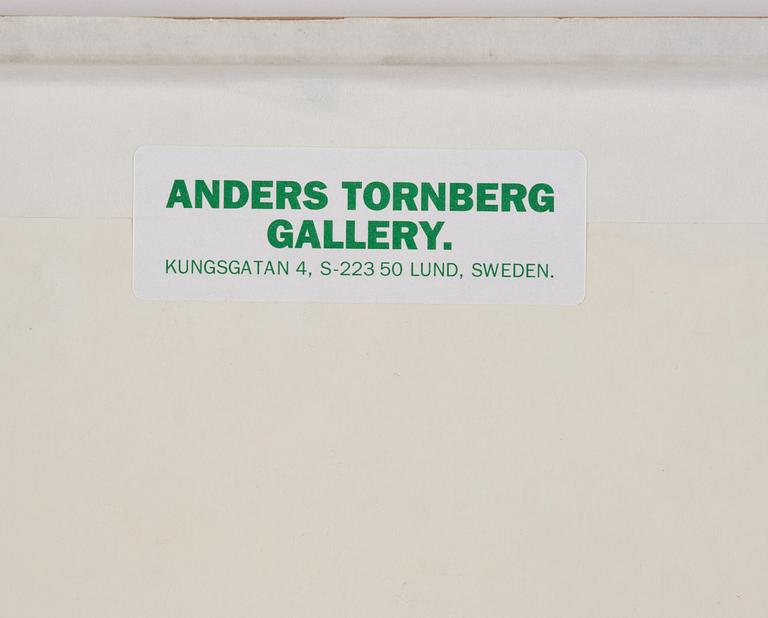 ANDERS TORNBERG
GALLERY.
KUNGSGATAN 4, S-223 50 LUND, SWEDEN.